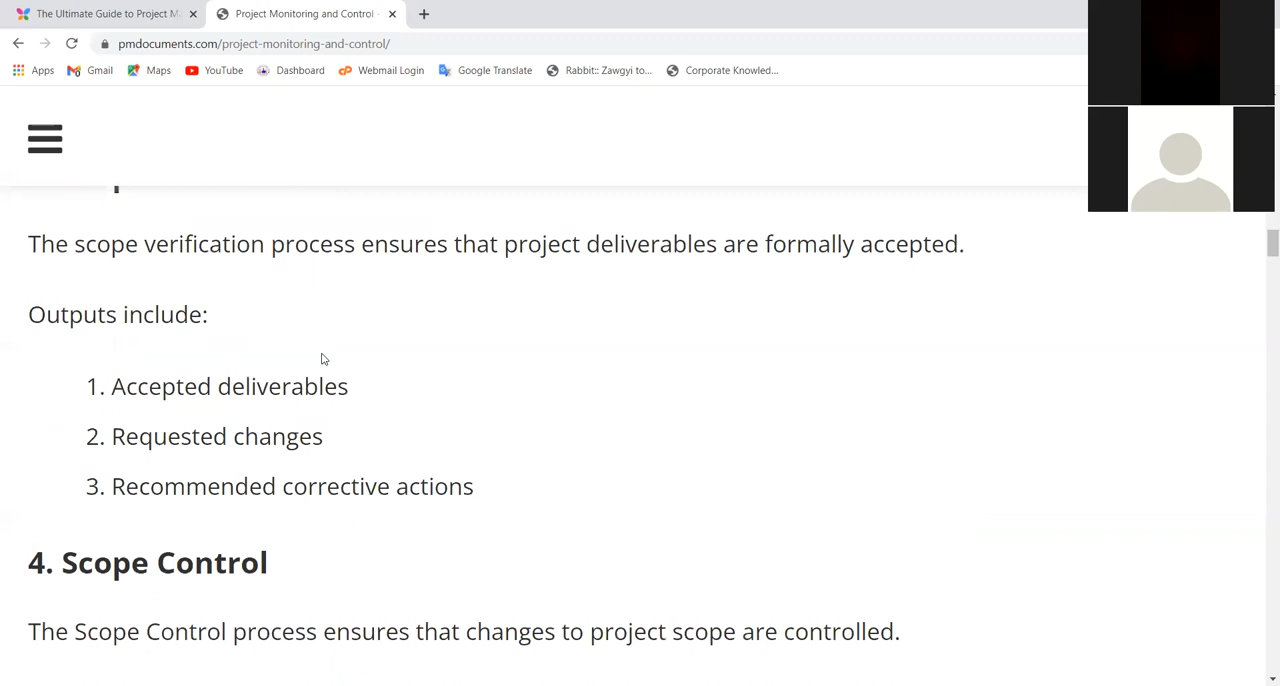 The Ultimate Guide to Project M
Project Monitoring and Control -
pmdocuments.com/project-monitoring-and-control/
Apps Gmail Maps YouTube Dashboard Webmail Login Google Translate Rabbit:: Zawgyi to... Corporate Knowled...
The scope verification process ensures that project deliverables are formally accepted.
Outputs include:
1. Accepted deliverables
2. Requested changes
3. Recommended corrective actions
4. Scope Control
The Scope Control process ensures that changes to project scope are controlled.